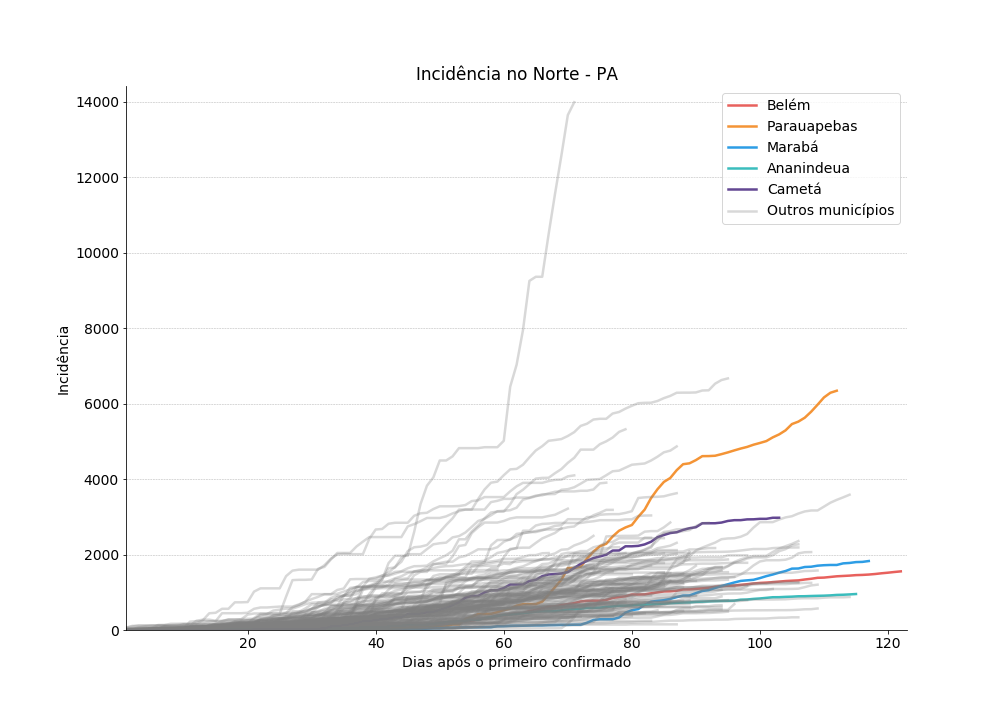 Incidência no Norte - PA
14000
12000
10000
8000
6000
4000
2000
0
Incidência
20
40
60
80
100
120
Dias após o primeiro confirmado
Belém
Parauapebas
Marabá
Ananindeua
Cametá
Outros municípios